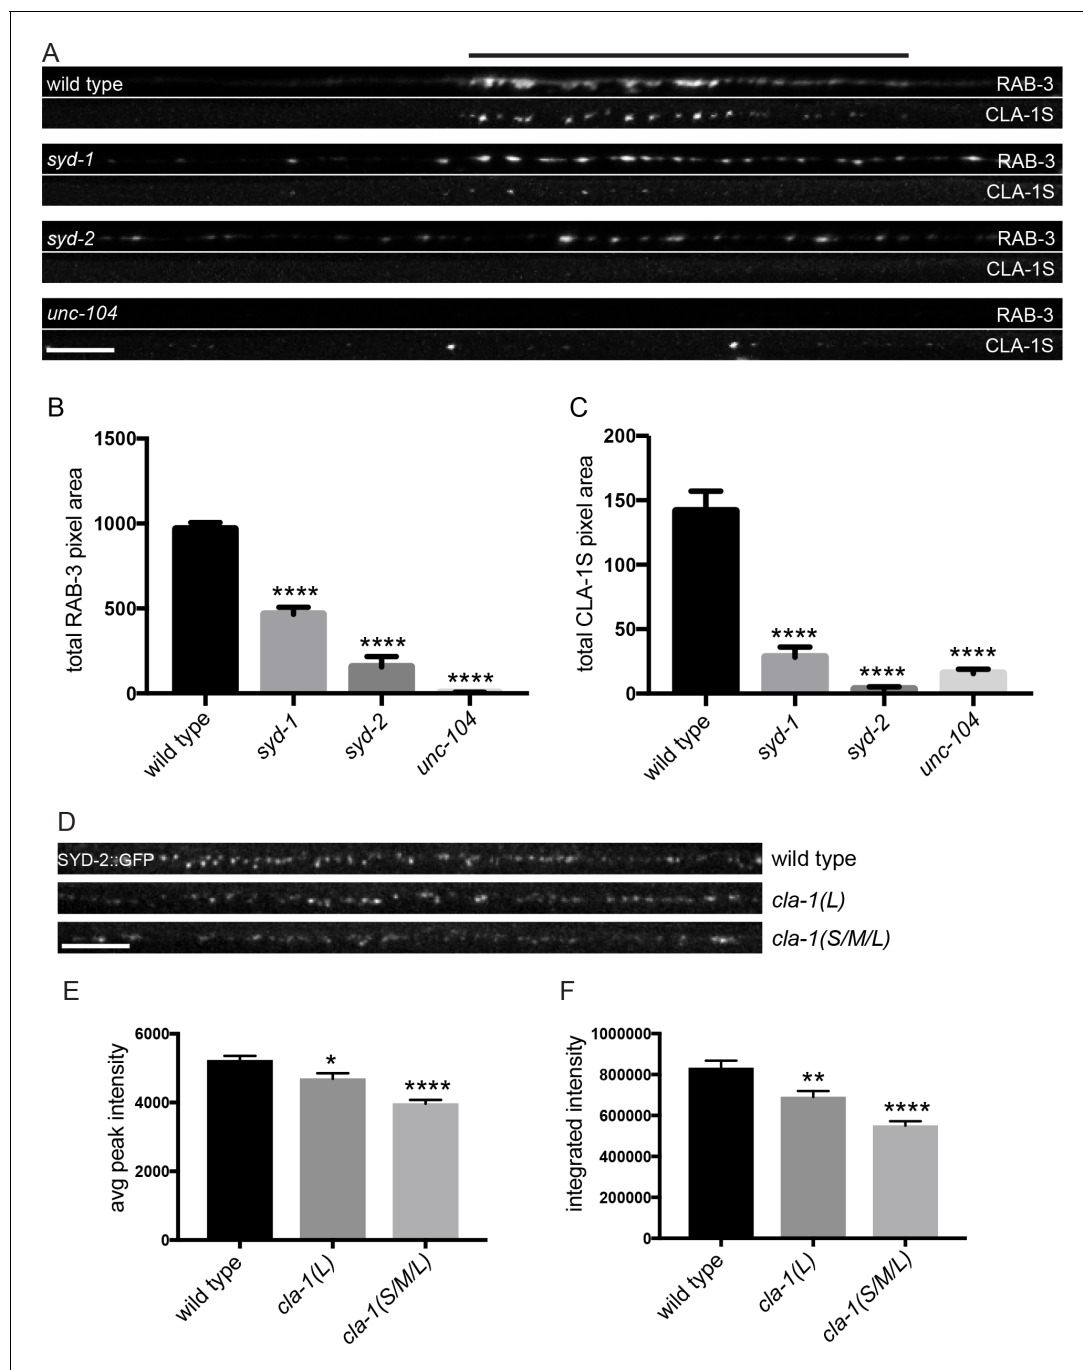 A
wild type RAB-3
CLA-1S
syd-1 RAB-3
CLA-1S
syd-2 RAB-3
CLA-1S
unc-104 RAB-3
CLA-1S
B
total RAB-3 pixel area
1500
1000
500
0
****
****
****
wild type
syd-1
syd-2
unc-104
C
total CLA-1S pixel area
200
150
100
50
0
****
****
****
wild type
syd-1
syd-2
unc-104
D
SYD-2::GFP wild type
cla-1(L)
cla-1(S/M/L)
E
avg peak intensity
6000
4000
2000
0
*
****
wild type
cla-1(L)
cla-1(S/M/L)
F
integrated intensity
1000000
800000
600000
400000
200000
0
**
****
wild type
cla-1(L)
cla-1(S/M/L)